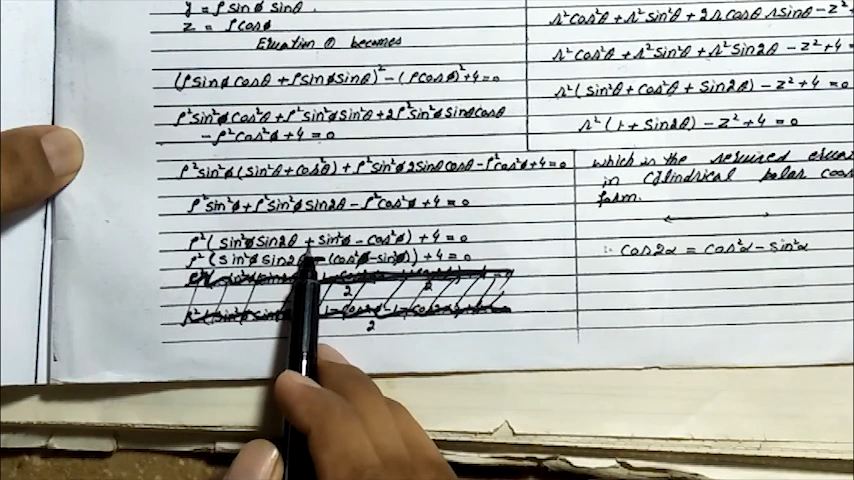 y = ρ sinφ sinθ.
z = ρ cosφ
Equation ① becomes
(ρ sinφ cosθ + ρ sinφ sinθ)² - (ρ cosφ)² + 4 = 0
ρ² sin²φ cos²θ + ρ² sin²φ sin²θ + 2ρ² sin²φ sinθ cosθ
- ρ² cos²φ + 4 = 0
ρ² sin²φ (sin²θ + cos²θ) + ρ² sin²φ 2 sinθ cosθ - ρ² cos²φ + 4 = 0
ρ² sin²φ + ρ² sin²φ sin2θ - ρ² cos²φ + 4 = 0
ρ² (sin²φ sin2θ + sin²φ - cos²φ) + 4 = 0
ρ² (sin²φ sin2θ - (cos²φ - sin²φ)) + 4 = 0
r² cos²θ + r² sin²θ + 2r cosθ r sinθ - z² +
r² cos²θ + r² sin²θ + r² sin2θ - z² + 4 =
r² (sin²θ + cos²θ + sin2θ) - z² + 4 = 0
r² (1 + sin2θ) - z² + 4 = 0
which is the required
in cylindrical polar
form.
∴ cos2α = cos²α - sin²α